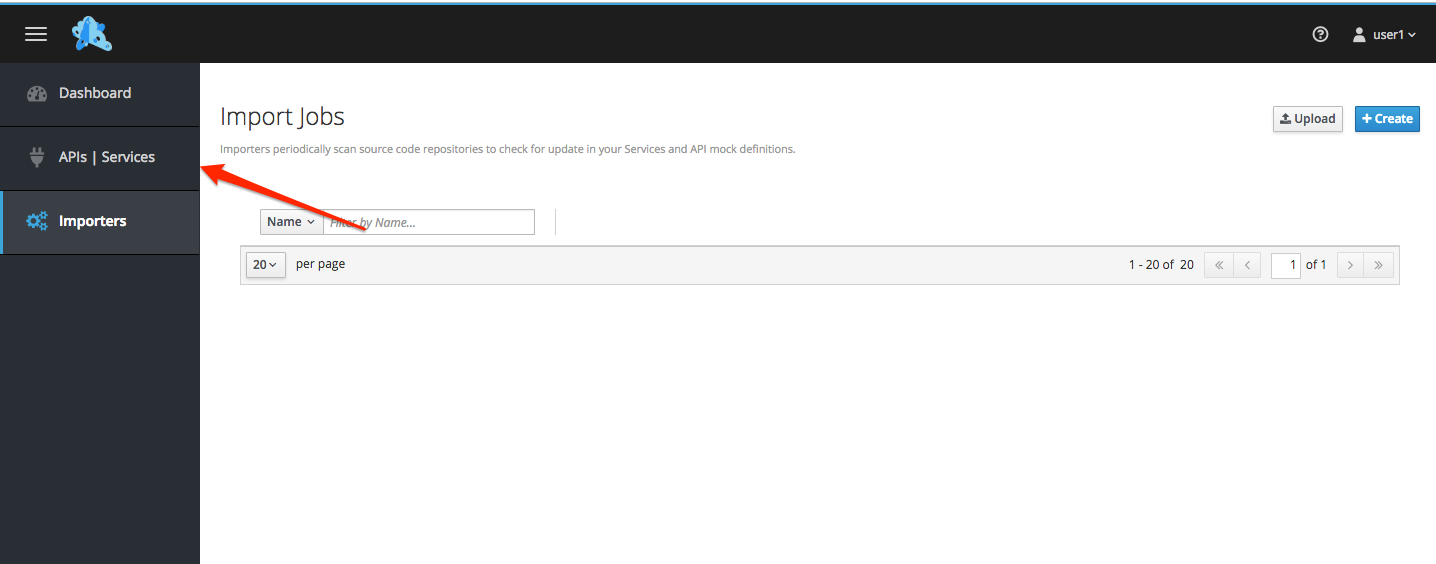 user1
Dashboard
APIs | Services
Importers
Import Jobs
Upload
Create
Importers periodically scan source code repositories to check for update in your Services and API mock definitions.
Name
Filter by Name...
20 per page
1 - 20 of 20
1 of 1